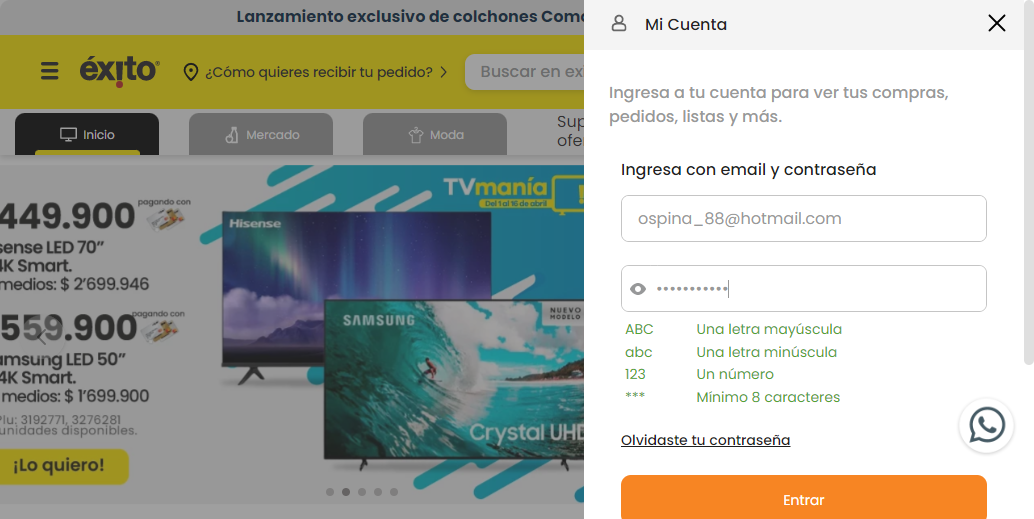 Lanzamiento exclusivo de colchones Como
éxito
¿Cómo quieres recibir tu pedido?
Buscar en ex
Inicio
Mercado
Moda
Sup
ofe
TVmanía
Del 1 al 16 de abril
449.900
pagando con
sense LED 70”
4K Smart.
medios: $ 2’699.946
559.900
pagando con
amsung LED 50”
4K Smart.
medios: $ 1’699.900
Plu: 3192771, 3276281
unidades disponibles.
¡Lo quiero!
Hisense
SAMSUNG
NUEVO
MODELO
Crystal UHD
Mi Cuenta
Ingresa a tu cuenta para ver tus compras,
pedidos, listas y más.
Ingresa con email y contraseña
ospina_88@hotmail.com
•••••••••••
ABC Una letra mayúscula
abc Una letra minúscula
123 Un número
*** Mínimo 8 caracteres
Olvidaste tu contraseña
Entrar